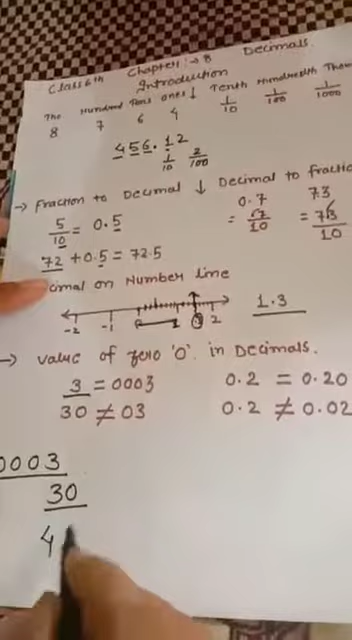 Class 6th Chapter :→ 8 Decimals.
Introduction
Tho Hundred Tens ones ↓ Tenth Hundredth Thou
8 7 6 4 1/10 1/100 1/1000
456.12
1/10 2/100
→ Fraction to Decimal ↓ Decimal to fractio
5/10 = 0.5 0.7 7.3
= 7/10 = 73/10
72 + 0.5 = 72.5
cimal on Number line
-2 -1 0 1 2 1.3
→ Value of zero '0'. in Decimals.
3 = 0003 0.2 = 0.20
30 ≠ 03 0.2 ≠ 0.02
0003
30
4